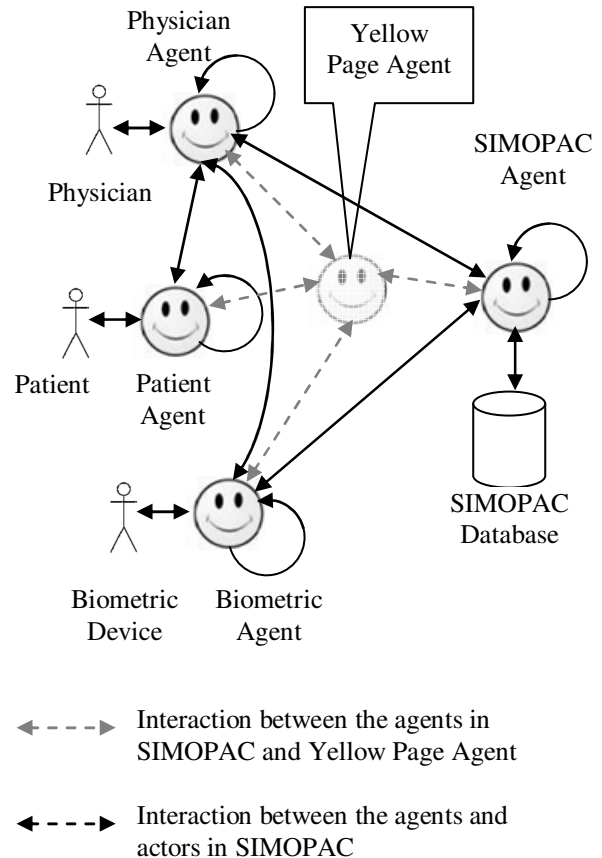 Physician
Agent
Yellow
Page Agent
SIMOPAC
Agent
Physician
Patient
Patient
Agent
SIMOPAC
Database
Biometric
Device
Biometric
Agent
Interaction between the agents in
SIMOPAC and Yellow Page Agent
Interaction between the agents and
actors in SIMOPAC